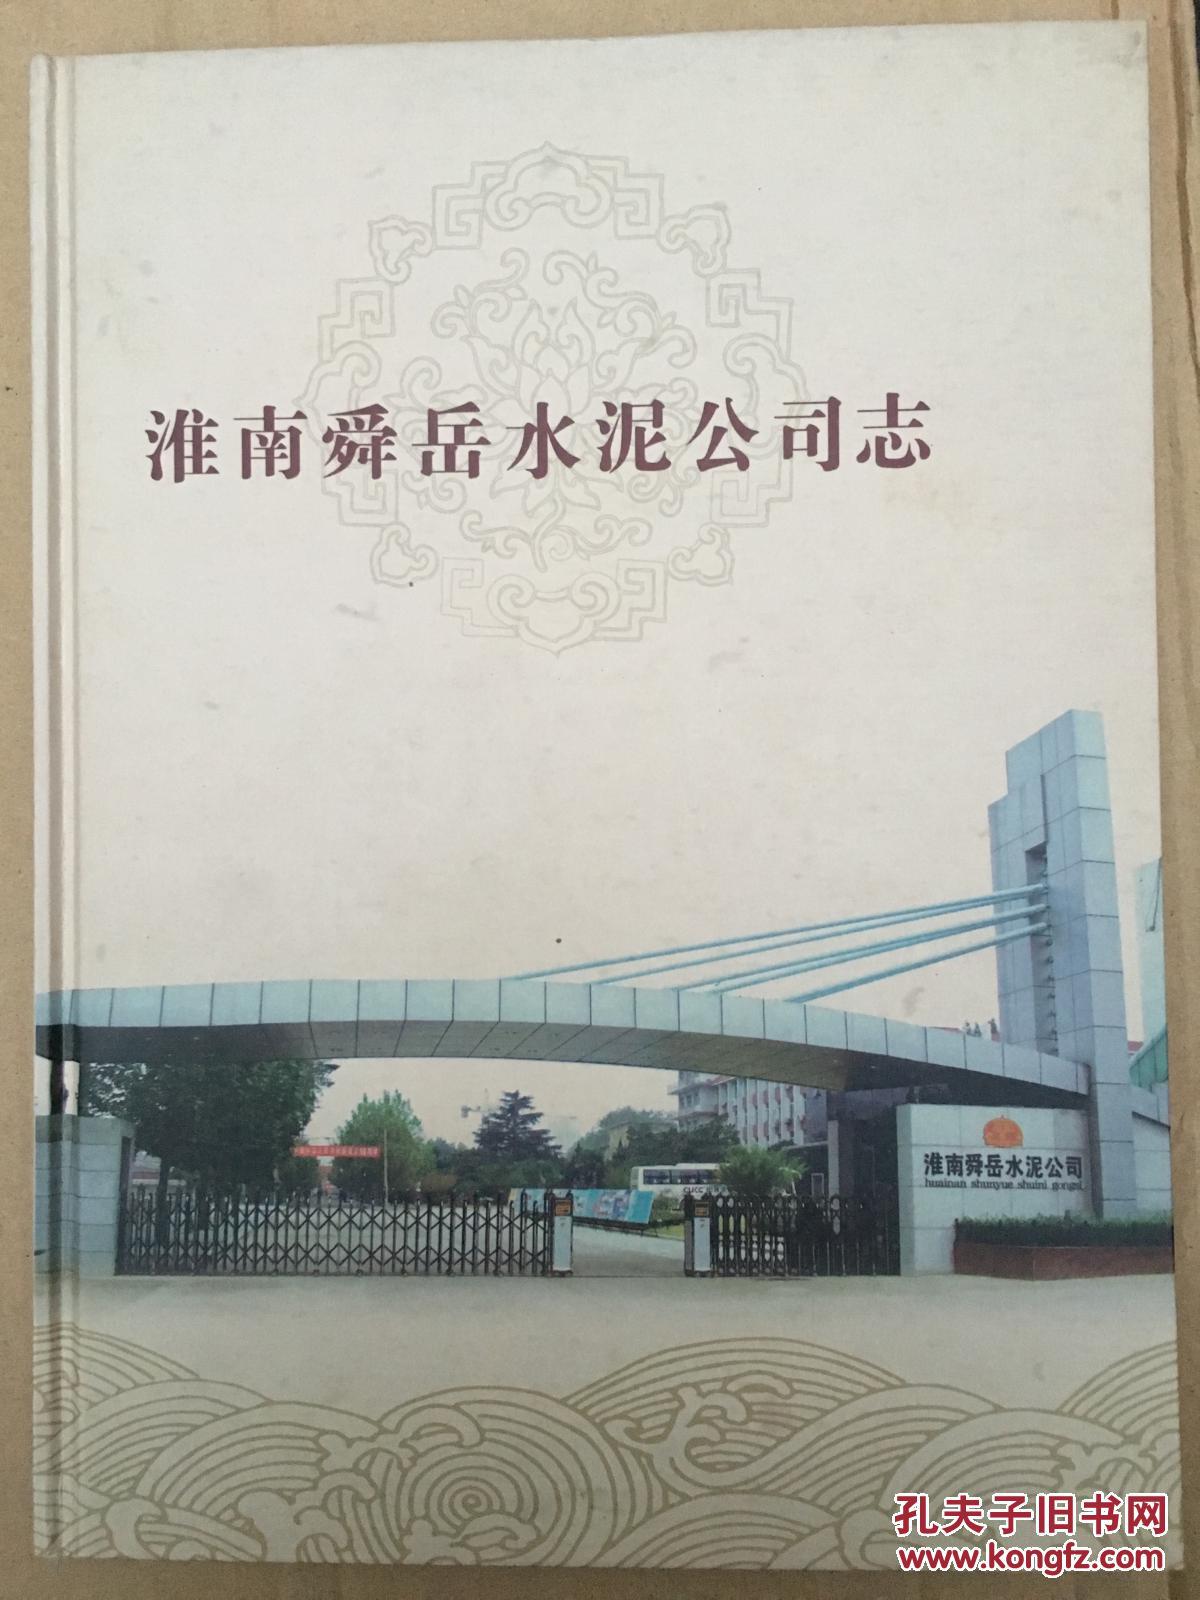 淮南舜岳水泥公司志
淮南舜岳水泥公司
huainan shunyue shuini gongsi
孔夫子旧书网
www.kongfz.com